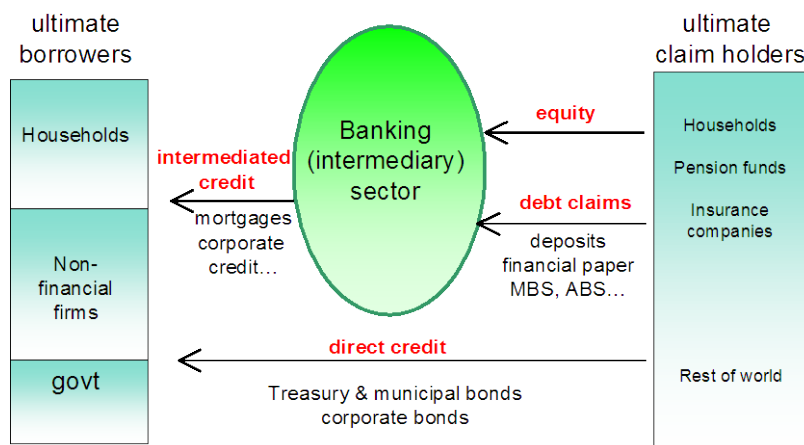 ultimate
borrowers
Households
Non-
financial
firms
govt
intermediated
credit
mortgages
corporate
credit…
Banking
(intermediary)
sector
equity
debt claims
deposits
financial paper
MBS, ABS…
direct credit
Treasury & municipal bonds
corporate bonds
ultimate
claim holders
Households
Pension funds
Insurance
companies
Rest of world